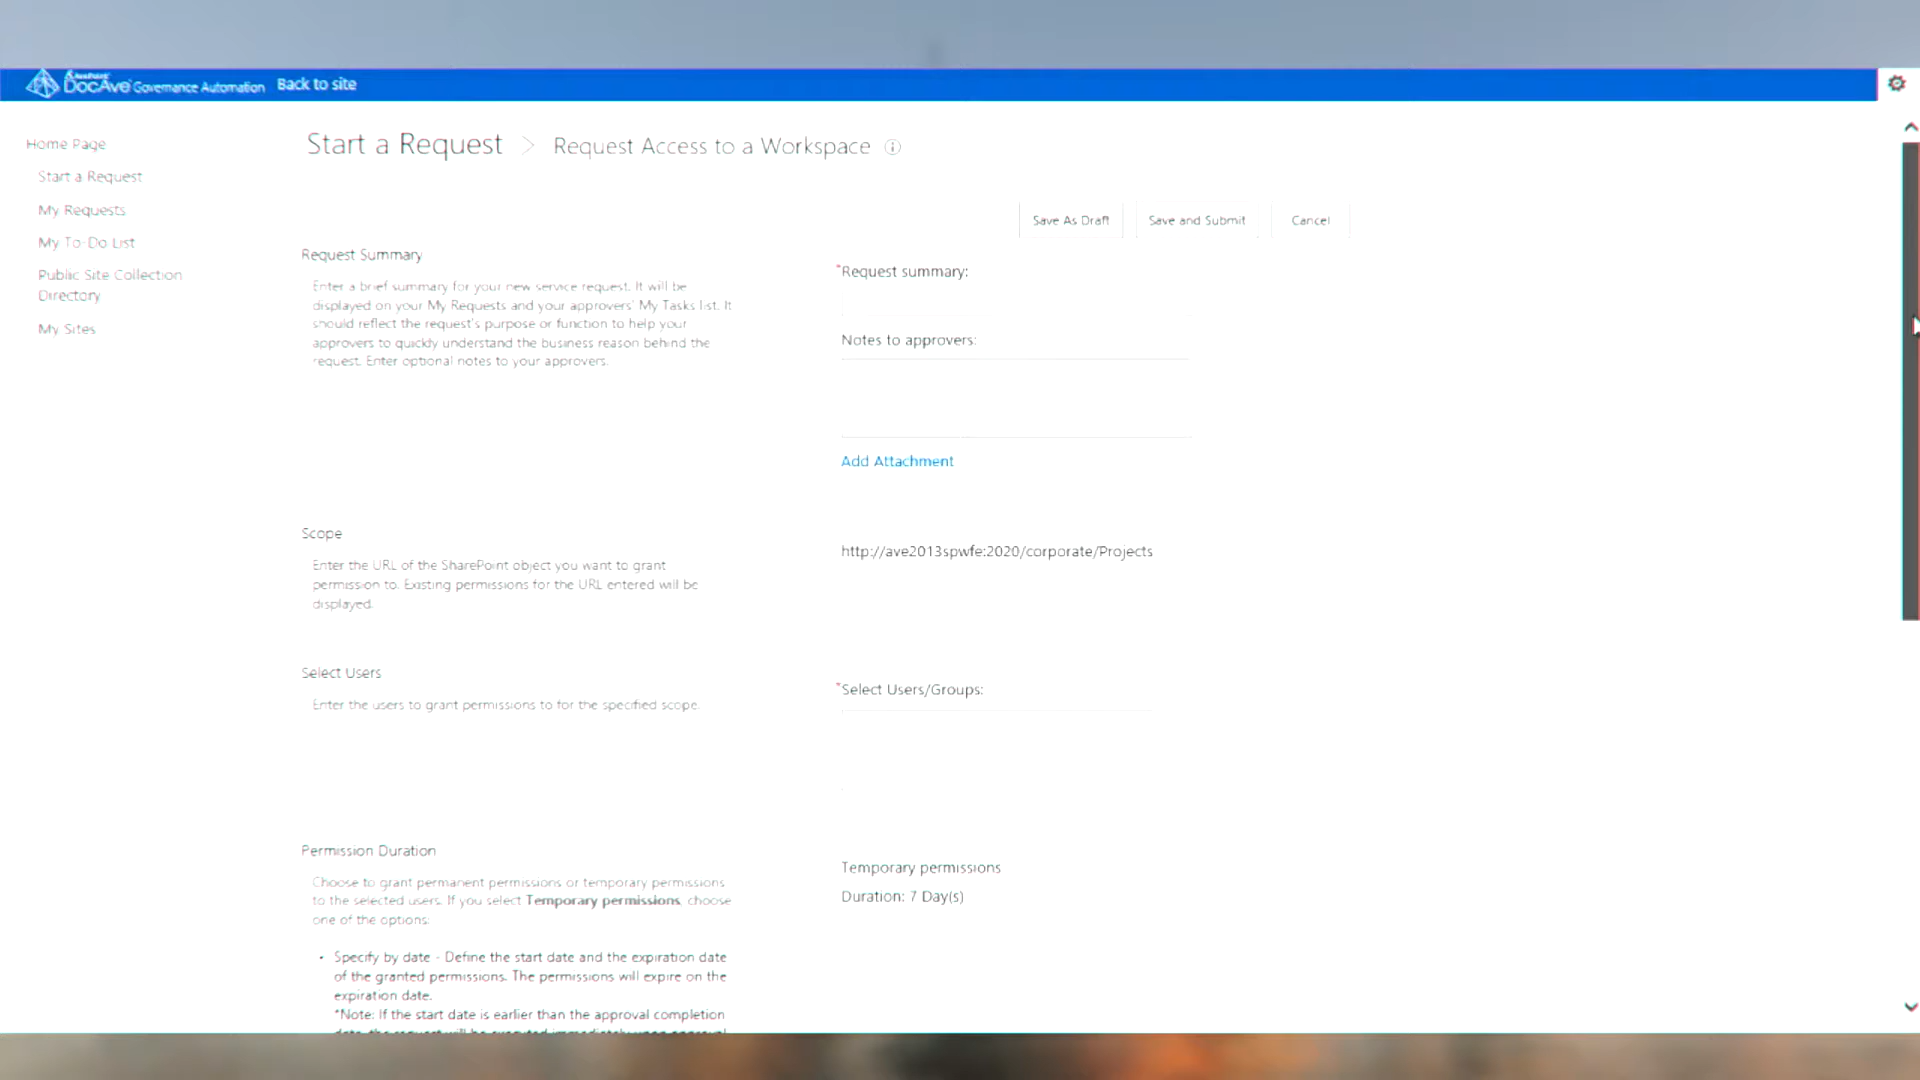 AvePoint
DocAve Governance Automation Back to site
Home Page
Start a Request
My Requests
My To-Do List
Public Site Collection
Directory
My Sites
Start a Request > Request Access to a Workspace
Save As Draft Save and Submit Cancel
Request Summary
Enter a brief summary for your new service request. It will be
displayed on your My Requests and your approvers' My Tasks list. It
should reflect the request's purpose or function to help your
approvers to quickly understand the business reason behind the
request. Enter optional notes to your approvers.
*Request summary:
Notes to approvers:
Add Attachment
Scope
Enter the URL of the SharePoint object you want to grant
permission to. Existing permissions for the URL entered will be
displayed.
http://ave2013spwfe:2020/corporate/Projects
Select Users
Enter the users to grant permissions to for the specified scope.
*Select Users/Groups:
Permission Duration
Choose to grant permanent permissions or temporary permissions
to the selected users. If you select Temporary permissions, choose
one of the options:
• Specify by date - Define the start date and the expiration date
of the granted permissions. The permissions will expire on the
expiration date.
*Note: If the start date is earlier than the approval completion
date, the request will be executed immediately upon approval
Temporary permissions
Duration: 7 Day(s)